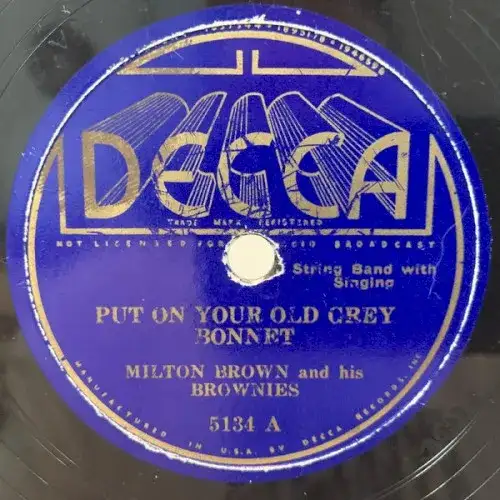 DECCA
TRADE MARK REGISTERED
NOT LICENSED FOR RADIO BROADCAST
String Band with
Singing
PUT ON YOUR OLD GREY
BONNET
MILTON BROWN and his
BROWNIES
5134 A
MANUFACTURED IN U.S.A. BY DECCA RECORDS, INC.